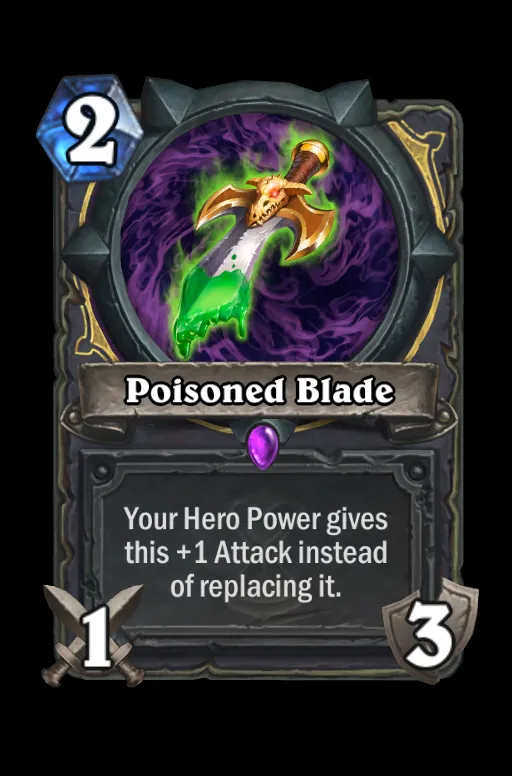 2
Poisoned Blade
Your Hero Power gives
this +1 Attack instead
of replacing it.
1
3